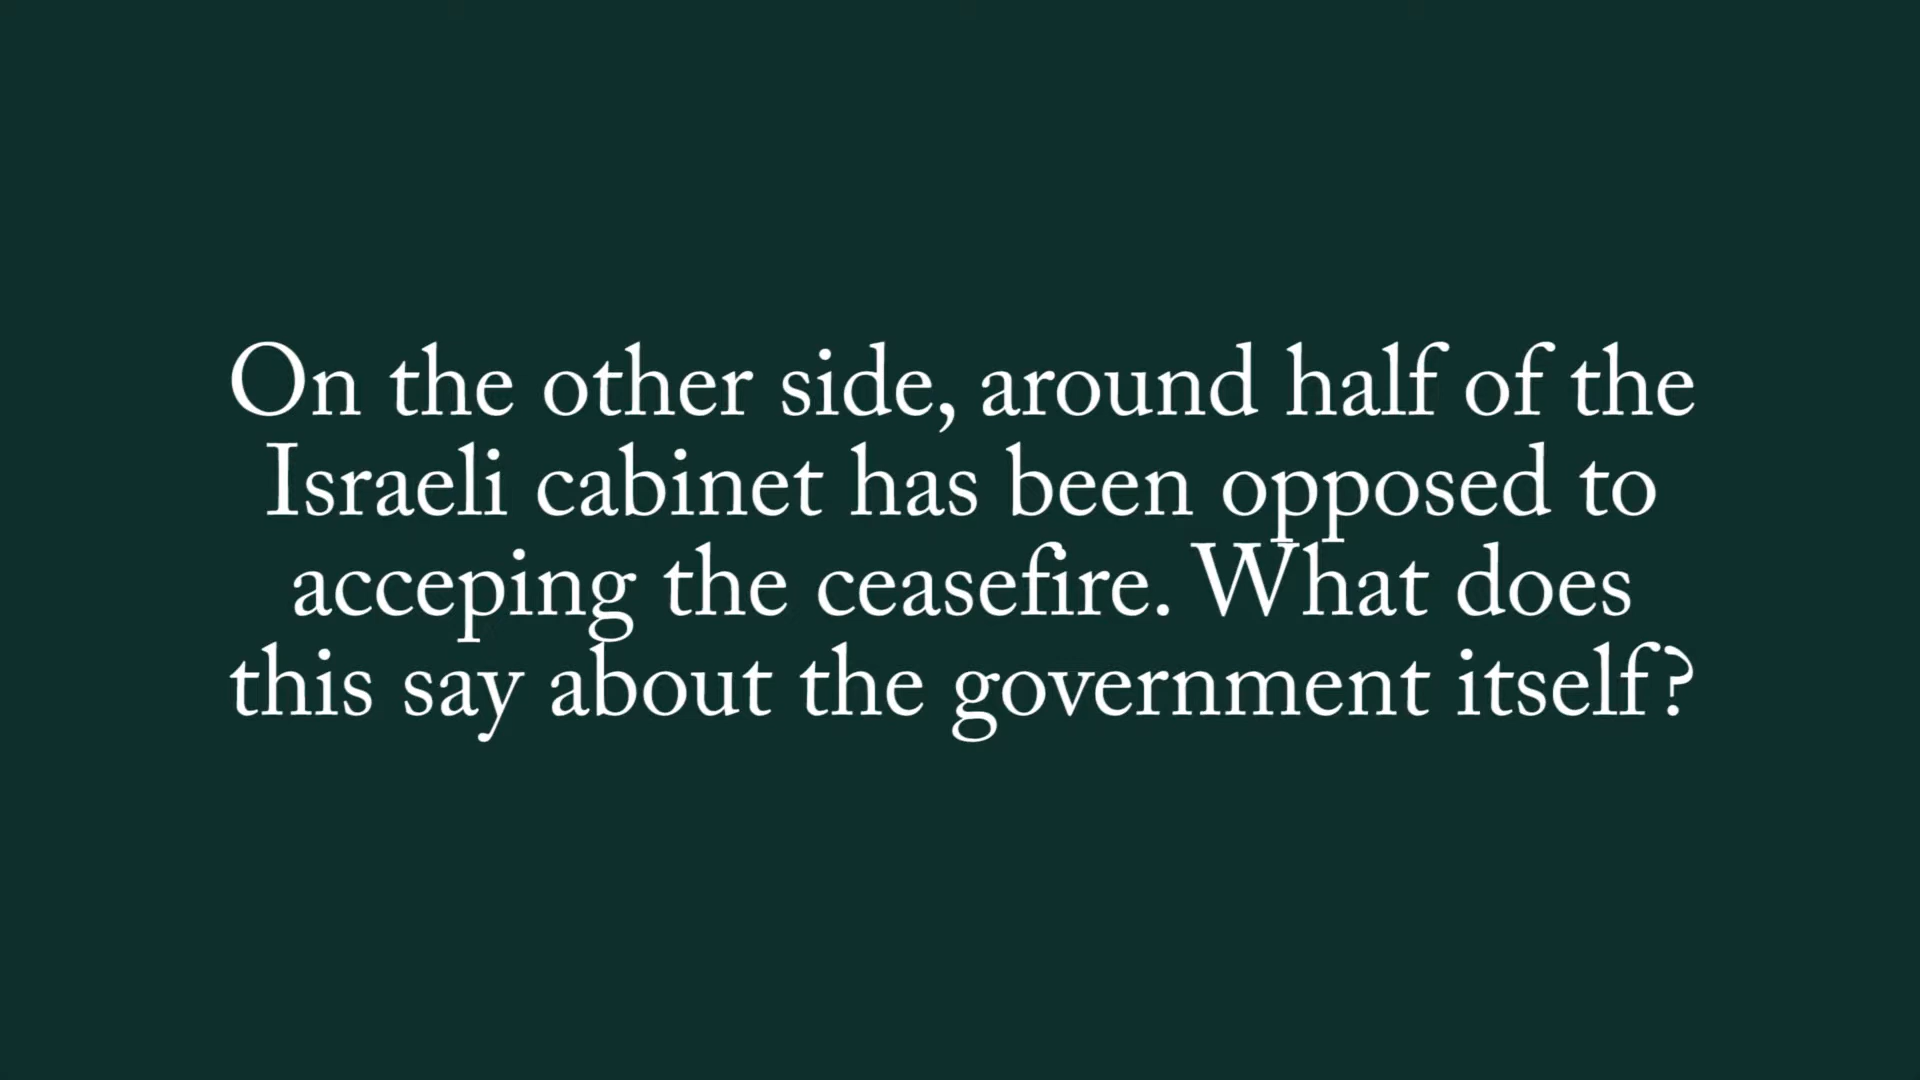 On the other side, around half of the
Israeli cabinet has been opposed to
acceping the ceasefire. What does
this say about the government itself?